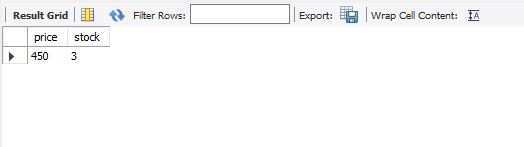 Result Grid Filter Rows: Export: Wrap Cell Content:
price stock
450 3